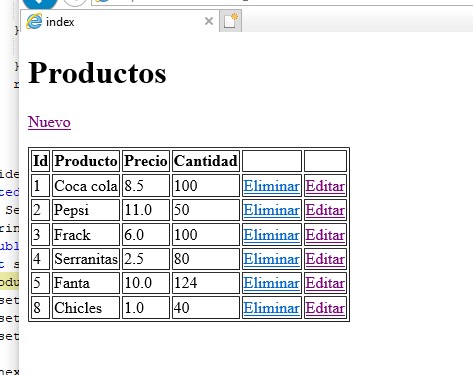 index
Productos
Nuevo
Id Producto Precio Cantidad
1 Coca cola 8.5 100 Eliminar Editar
2 Pepsi 11.0 50 Eliminar Editar
3 Frack 6.0 100 Eliminar Editar
4 Serranitas 2.5 80 Eliminar Editar
5 Fanta 10.0 124 Eliminar Editar
8 Chicles 1.0 40 Eliminar Editar